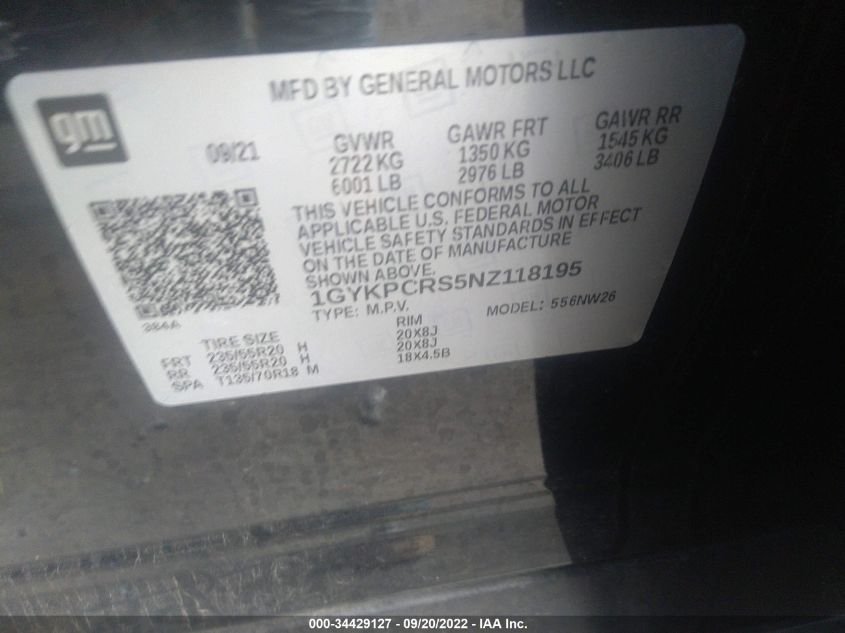 MFD BY GENERAL MOTORS LLC
gm
09/21
GVWR
2722 KG
6001 LB
GAWR FRT
1350 KG
2976 LB
GAWR RR
1545 KG
3406 LB
THIS VEHICLE CONFORMS TO ALL
APPLICABLE U.S. FEDERAL MOTOR
VEHICLE SAFETY STANDARDS IN EFFECT
ON THE DATE OF MANUFACTURE
SHOWN ABOVE.
1GYKPCRS5NZ118195
TYPE: M.P.V.
MODEL: 556NW26
386A
TIRE SIZE
RIM
FRT 235/55R20 H 20X8J
RR 235/55R20 H 20X8J
SPA T135/70R18 M 18X4.5B
000-34429127 - 09/20/2022 - IAA Inc.